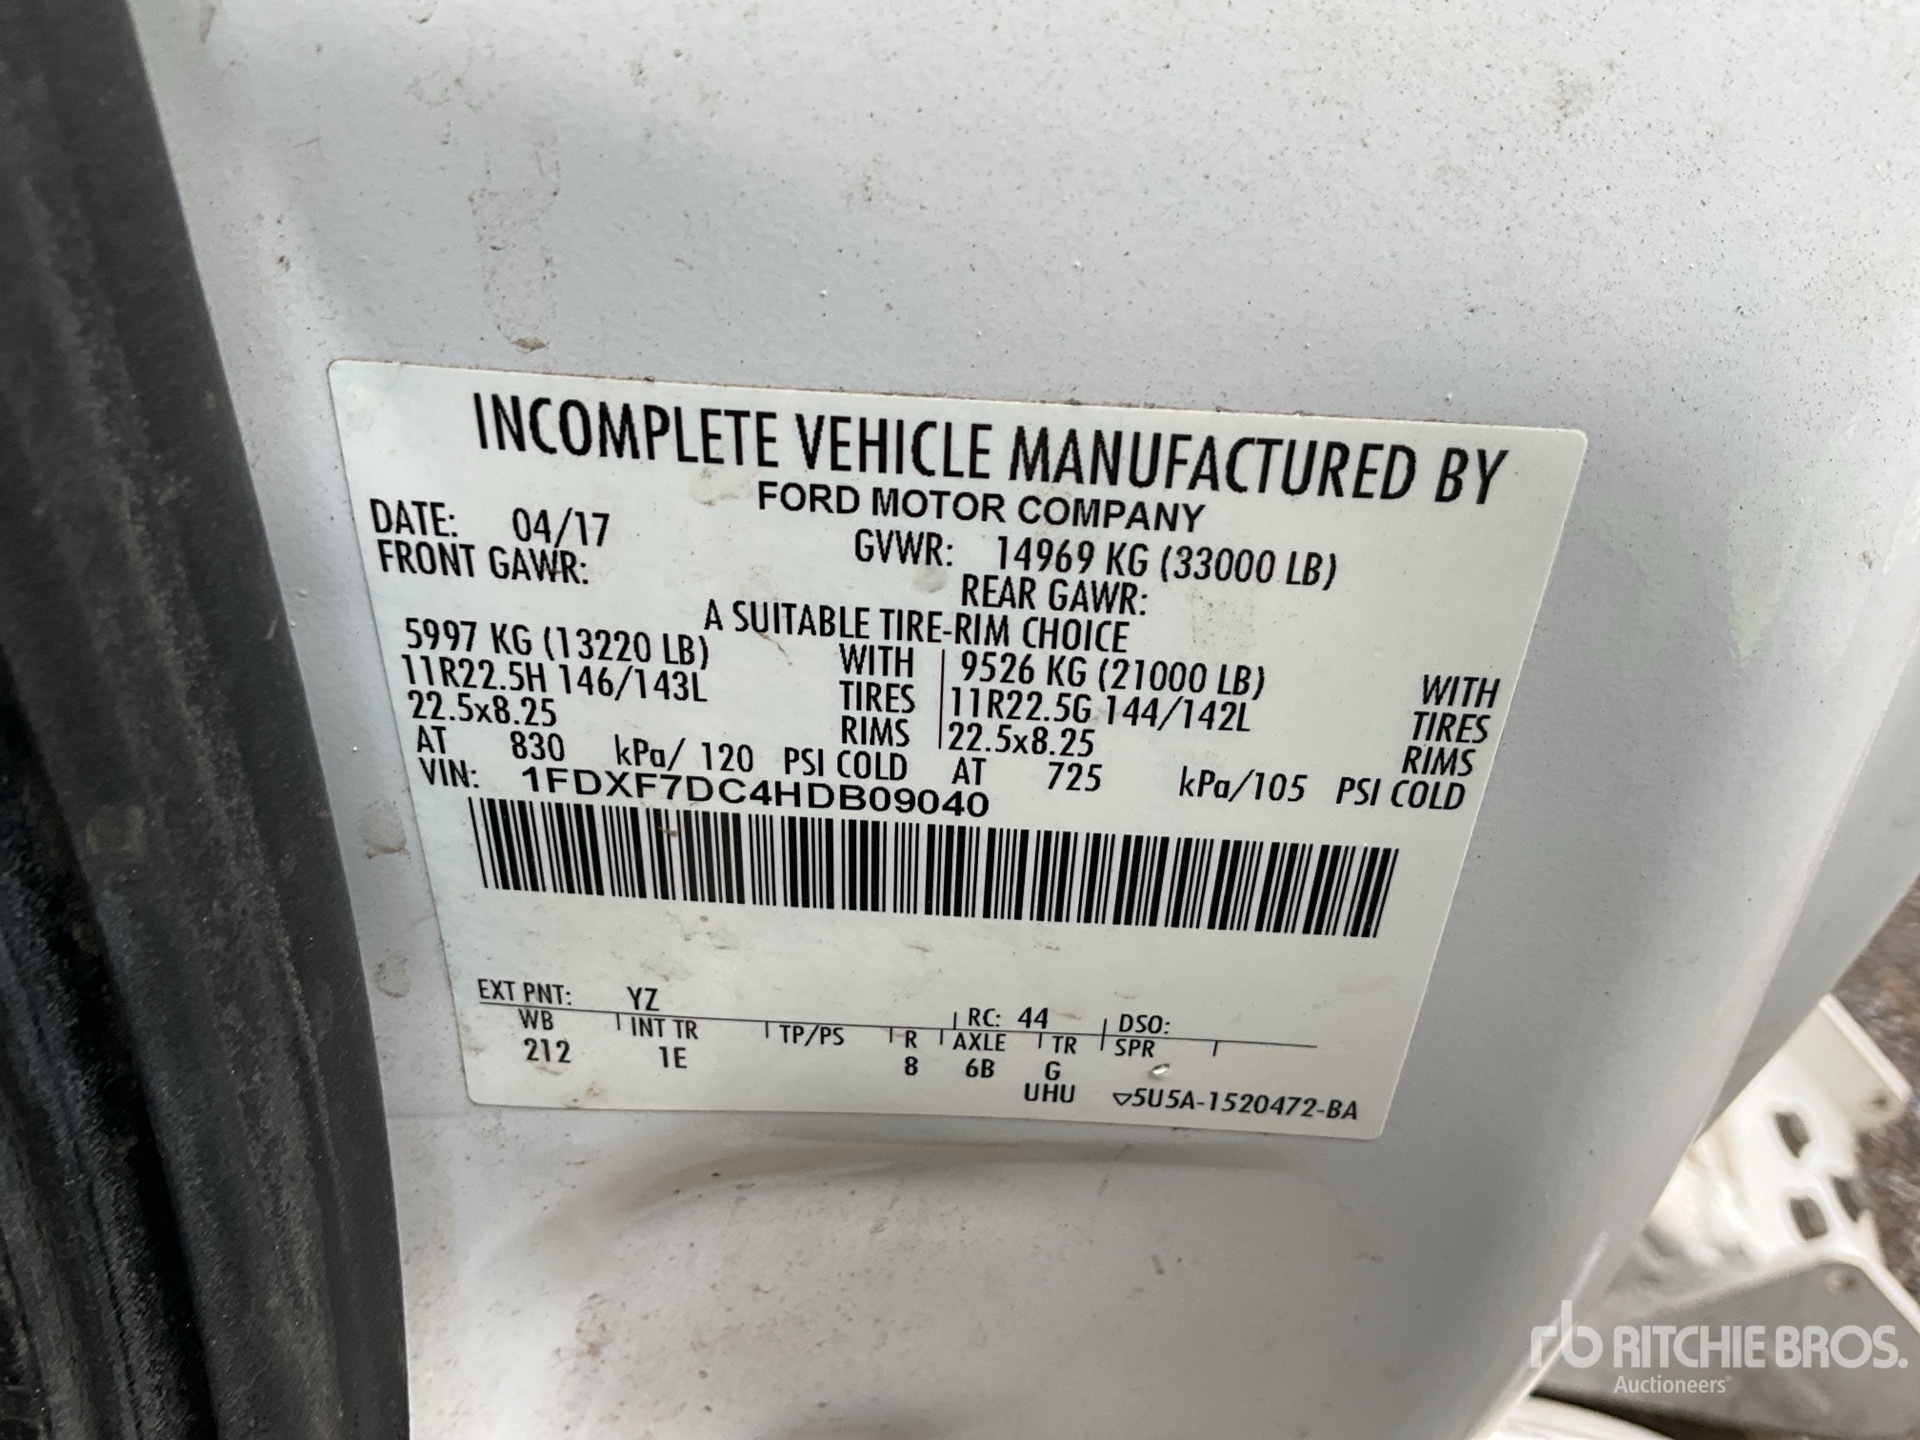 INCOMPLETE VEHICLE MANUFACTURED BY
FORD MOTOR COMPANY
DATE: 04/17 GVWR: 14969 KG (33000 LB)
FRONT GAWR: REAR GAWR:
A SUITABLE TIRE-RIM CHOICE
5997 KG (13220 LB) WITH 9526 KG (21000 LB) WITH
11R22.5H 146/143L TIRES 11R22.5G 144/142L TIRES
22.5x8.25 RIMS 22.5x8.25 RIMS
AT 830 kPa/ 120 PSI COLD AT 725 kPa/105 PSI COLD
VIN: 1FDXF7DC4HDB09040
EXT PNT: YZ RC: 44 DSO:
WB INT TR TP/PS R AXLE TR SPR
212 1E 8 6B G
UHU ▽5U5A-1520472-BA
rb RITCHIE BROS.
Auctioneers